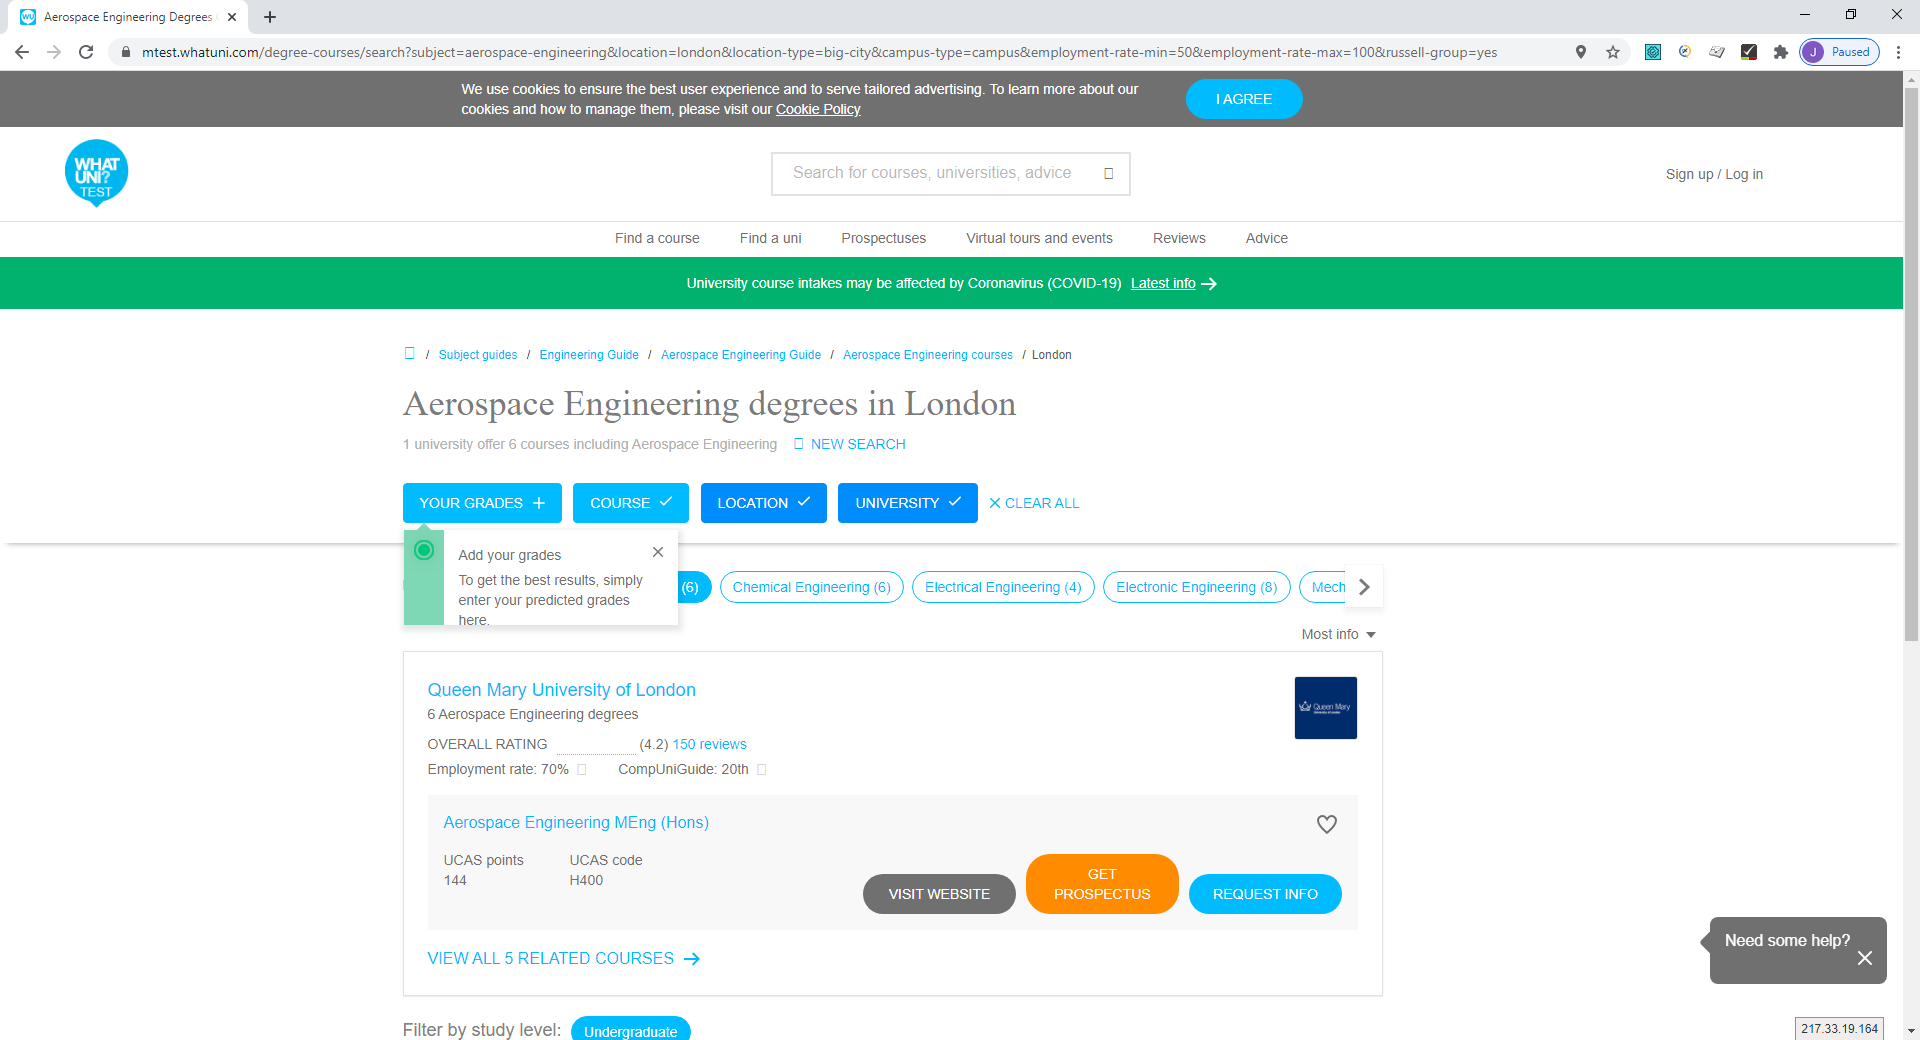 Aerospace Engineering Degrees
mtest.whatuni.com/degree-courses/search?subject=aerospace-engineering&location=london&location-type=big-city&campus-type=campus&employment-rate-min=50&employment-rate-max=100&russell-group=yes
J Paused
We use cookies to ensure the best user experience and to serve tailored advertising. To learn more about our
cookies and how to manage them, please visit our Cookie Policy
I AGREE
WHAT
UNI?
TEST
Search for courses, universities, advice
Sign up / Log in
Find a course Find a uni Prospectuses Virtual tours and events Reviews Advice
University course intakes may be affected by Coronavirus (COVID-19) Latest info
/ Subject guides / Engineering Guide / Aerospace Engineering Guide / Aerospace Engineering courses / London
Aerospace Engineering degrees in London
1 university offer 6 courses including Aerospace Engineering NEW SEARCH
YOUR GRADES COURSE LOCATION UNIVERSITY CLEAR ALL
Add your grades
To get the best results, simply
enter your predicted grades
here.
(6) Chemical Engineering (6) Electrical Engineering (4) Electronic Engineering (8) Mech
Most info
Queen Mary University of London
6 Aerospace Engineering degrees
OVERALL RATING (4.2) 150 reviews
Employment rate: 70% CompUniGuide: 20th
Queen Mary
University of London
Aerospace Engineering MEng (Hons)
UCAS points UCAS code
144 H400
VISIT WEBSITE
GET
PROSPECTUS
REQUEST INFO
VIEW ALL 5 RELATED COURSES
Need some help?
Filter by study level: Undergraduate
217.33.19.164